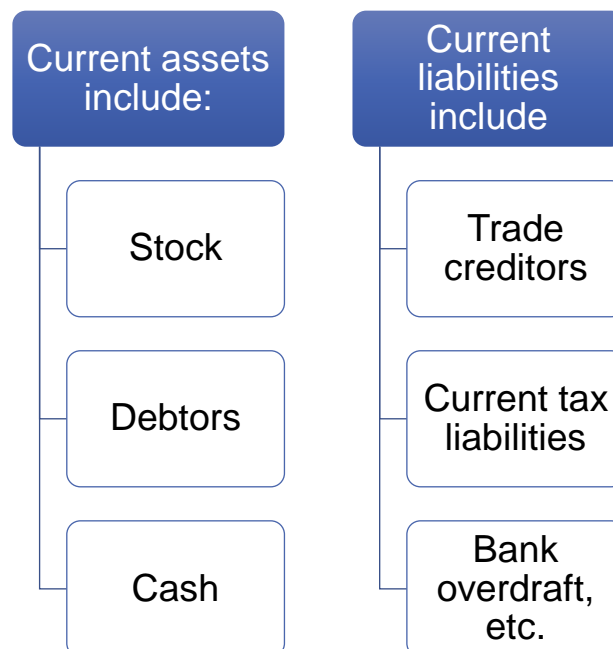 Current assets
include:
Stock
Debtors
Cash
Current
liabilities
include
Trade
creditors
Current tax
liabilities
Bank
overdraft,
etc.